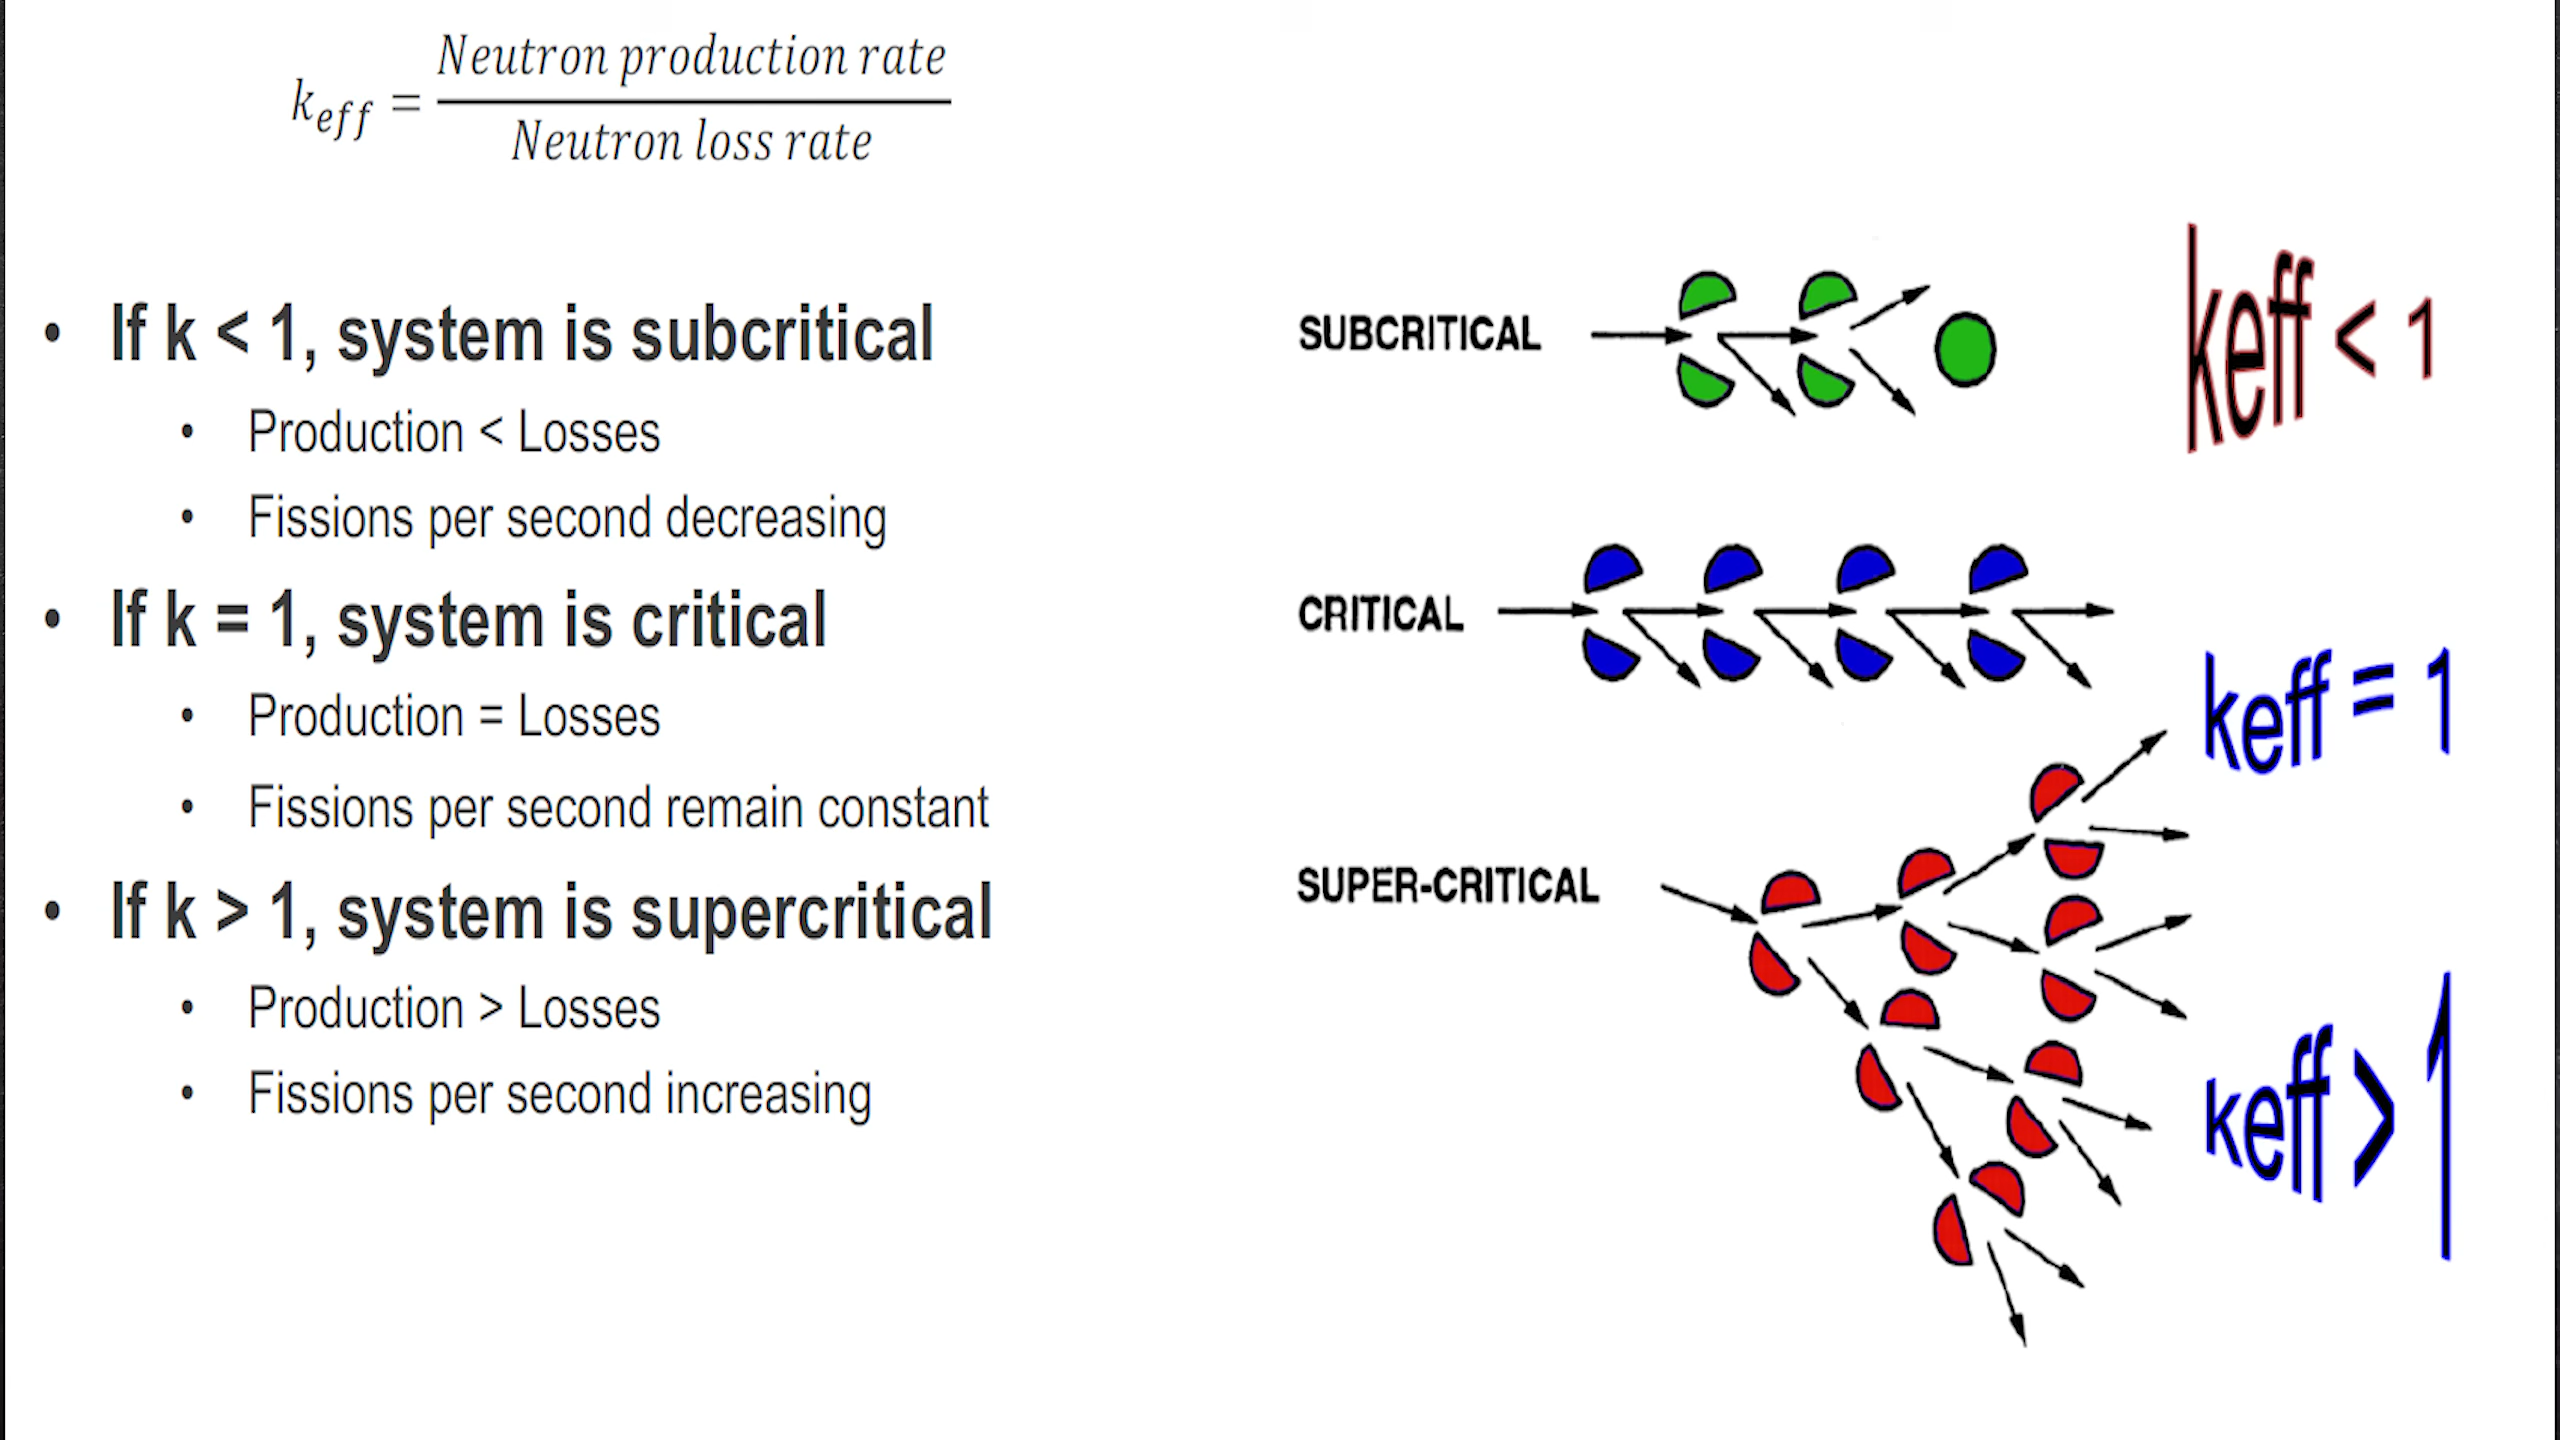 k_eff = Neutron production rate / Neutron loss rate
• If k < 1, system is subcritical
• Production < Losses
• Fissions per second decreasing
• If k = 1, system is critical
• Production = Losses
• Fissions per second remain constant
• If k > 1, system is supercritical
• Production > Losses
• Fissions per second increasing
SUBCRITICAL
keff < 1
CRITICAL
keff = 1
SUPER-CRITICAL
keff > 1